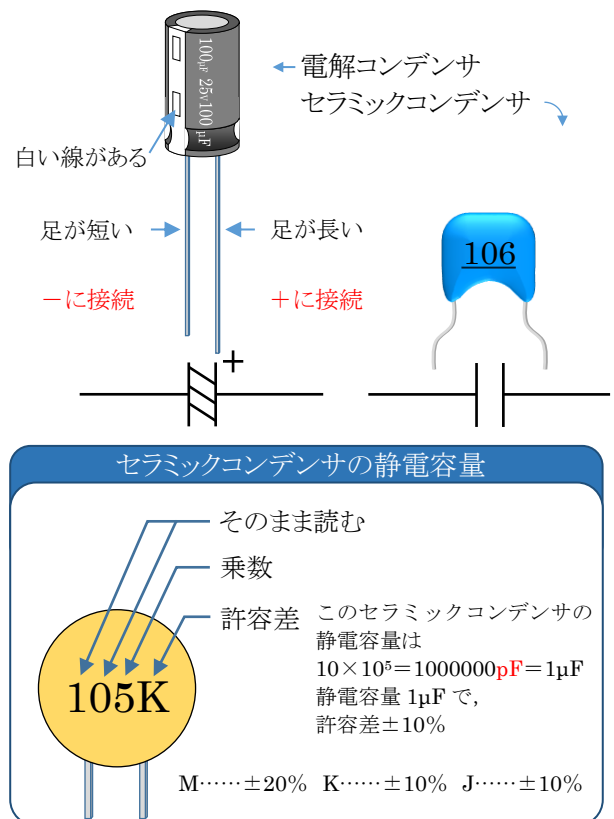 100µF 25v100 µF
電解コンデンサ
セラミックコンデンサ
白い線がある
足が短い
足が長い
－に接続
＋に接続
106
+
セラミックコンデンサの静電容量
そのまま読む
乗数
許容差
105K
このセラミックコンデンサの
静電容量は
10×10⁵＝1000000pF＝1µF
静電容量 1µF で,
許容差±10%
M……±20% K……±10% J……±10%